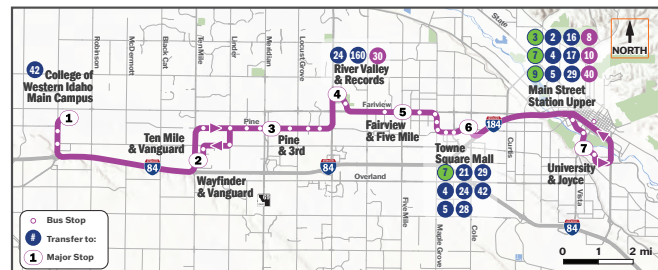 Robinson
McDermott
Black Cat
Ten Mile
Linder
Meridian
Locust Grove
State
42
College of
Western Idaho
Main Campus
1
24 160 30
River Valley
& Records
4
3 2 16 8
7 4 17 10
9 5 29 40
Main Street
Station Upper
NORTH
Ten Mile
& Vanguard
Pine
3
Pine
& 3rd
Fairview
5
Fairview
& Five Mile
6
184
Curtis
7
University
& Joyce
2
84
Wayfinder
& Vanguard
84
Overland
Towne
Square Mall
7 21 29
4 24 42
5 28
Five Mile
Maple Grove
Cole
Vista
84
Bus Stop
# Transfer to:
1 Major Stop
0 1 2 mi